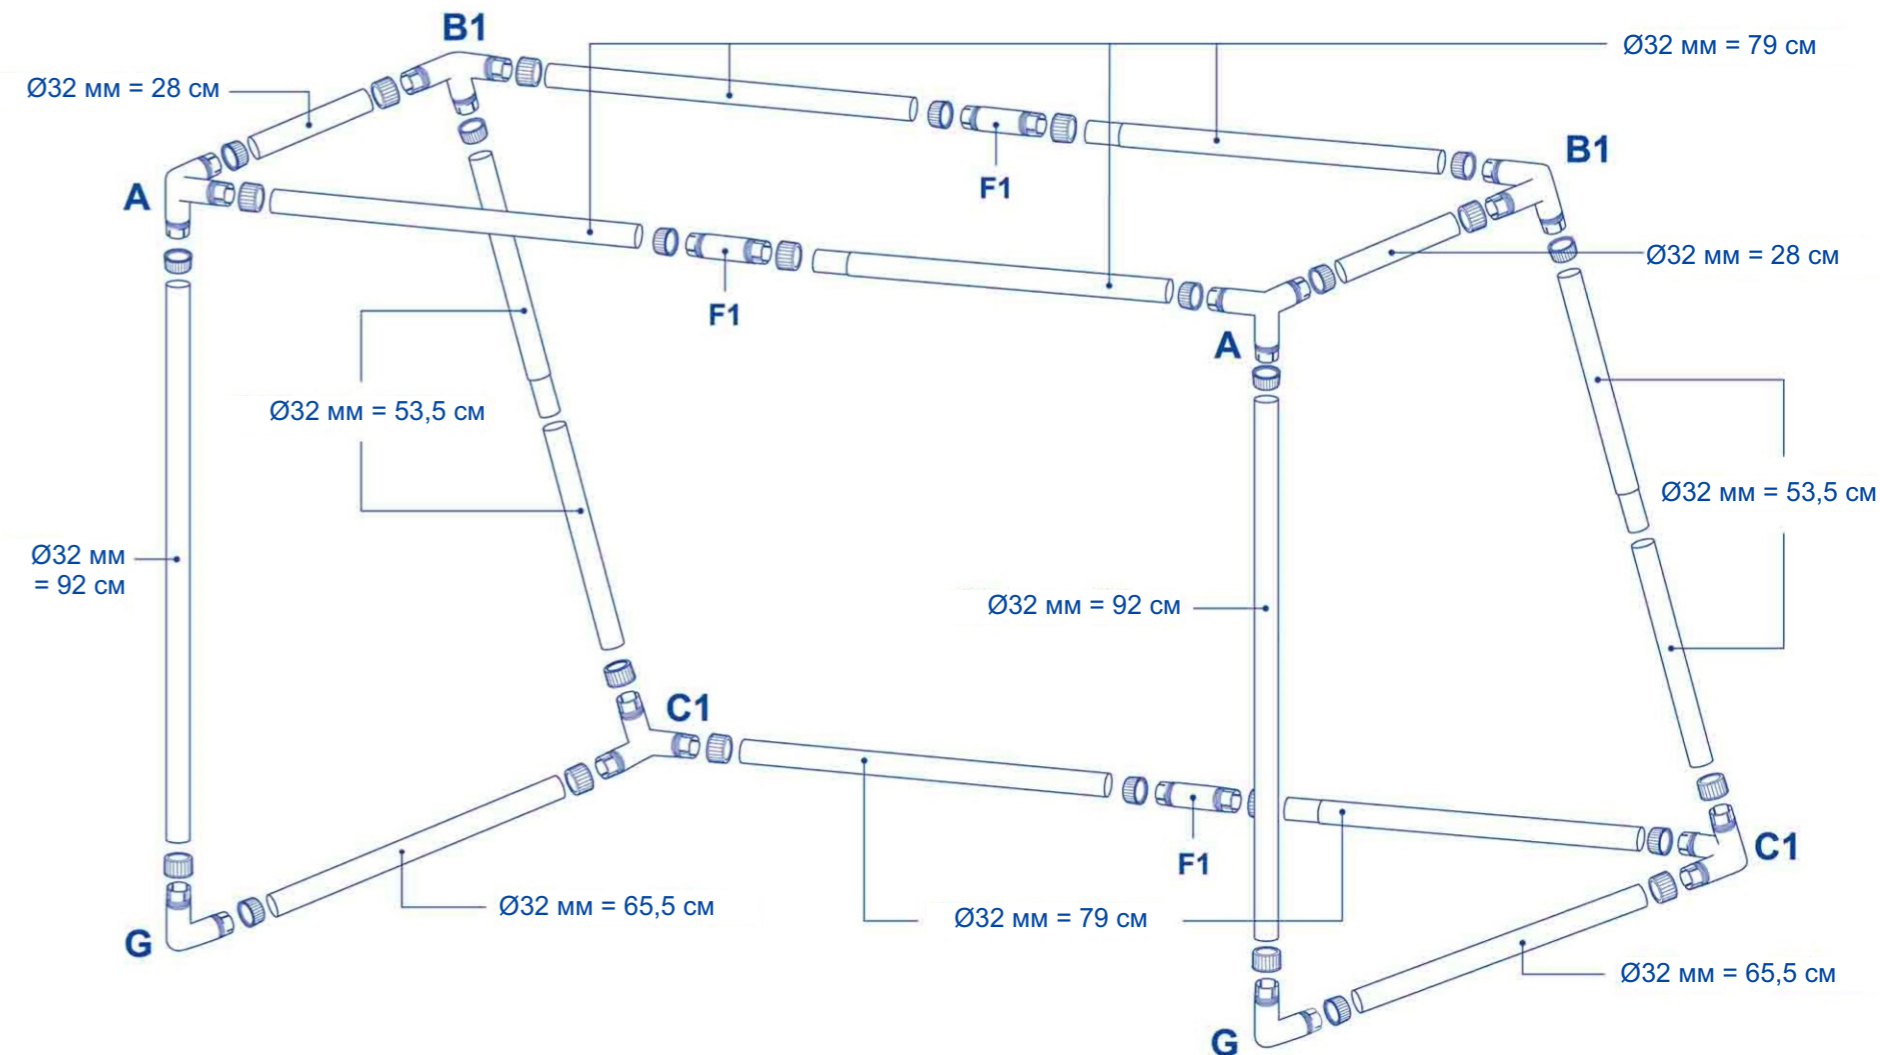 B1
Ø32 мм = 79 см
Ø32 мм = 28 см
B1
A
F1
Ø32 мм = 28 см
F1
A
Ø32 мм = 53,5 см
Ø32 мм = 53,5 см
Ø32 мм
= 92 см
Ø32 мм = 92 см
C1
C1
F1
Ø32 мм = 65,5 см
Ø32 мм = 79 см
G
Ø32 мм = 65,5 см
G